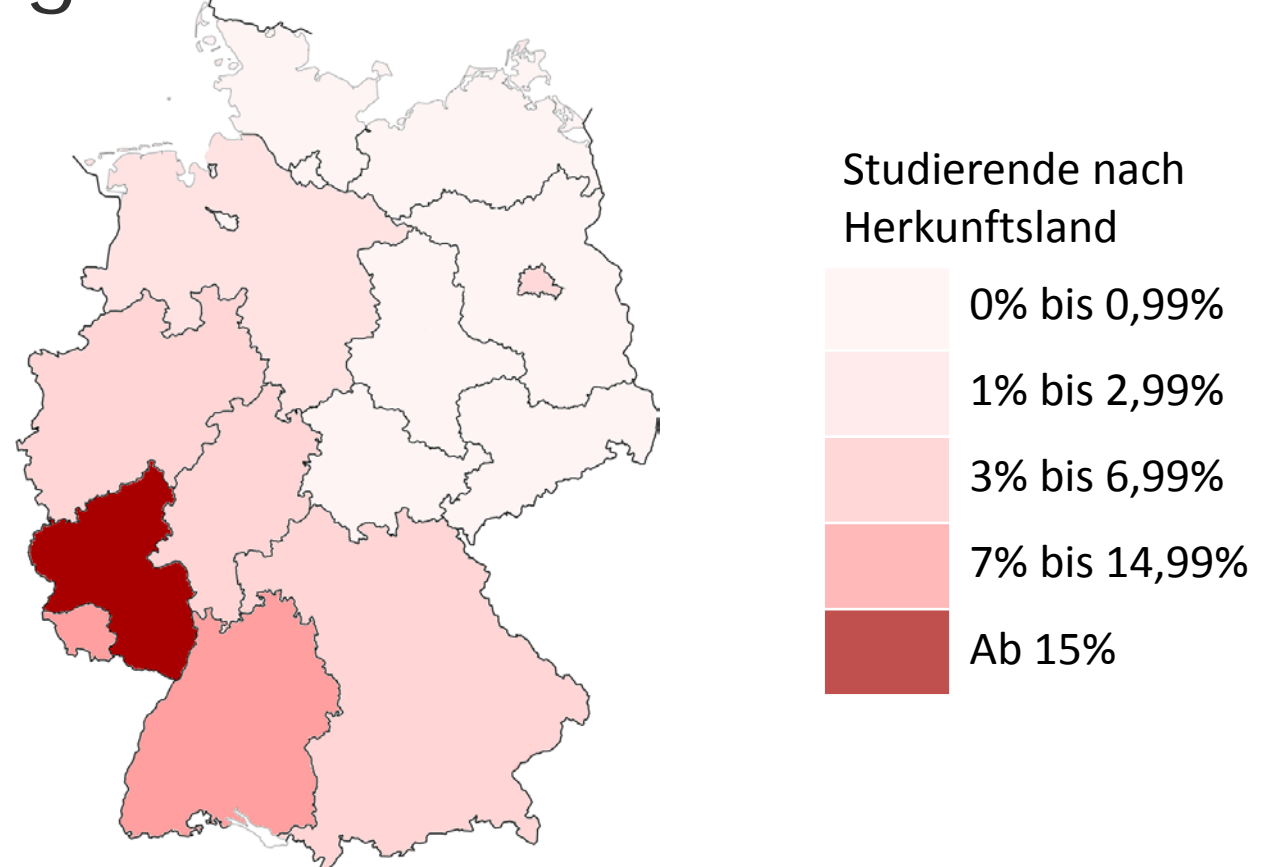 Studierende nach
Herkunftsland
0% bis 0,99%
1% bis 2,99%
3% bis 6,99%
7% bis 14,99%
Ab 15%